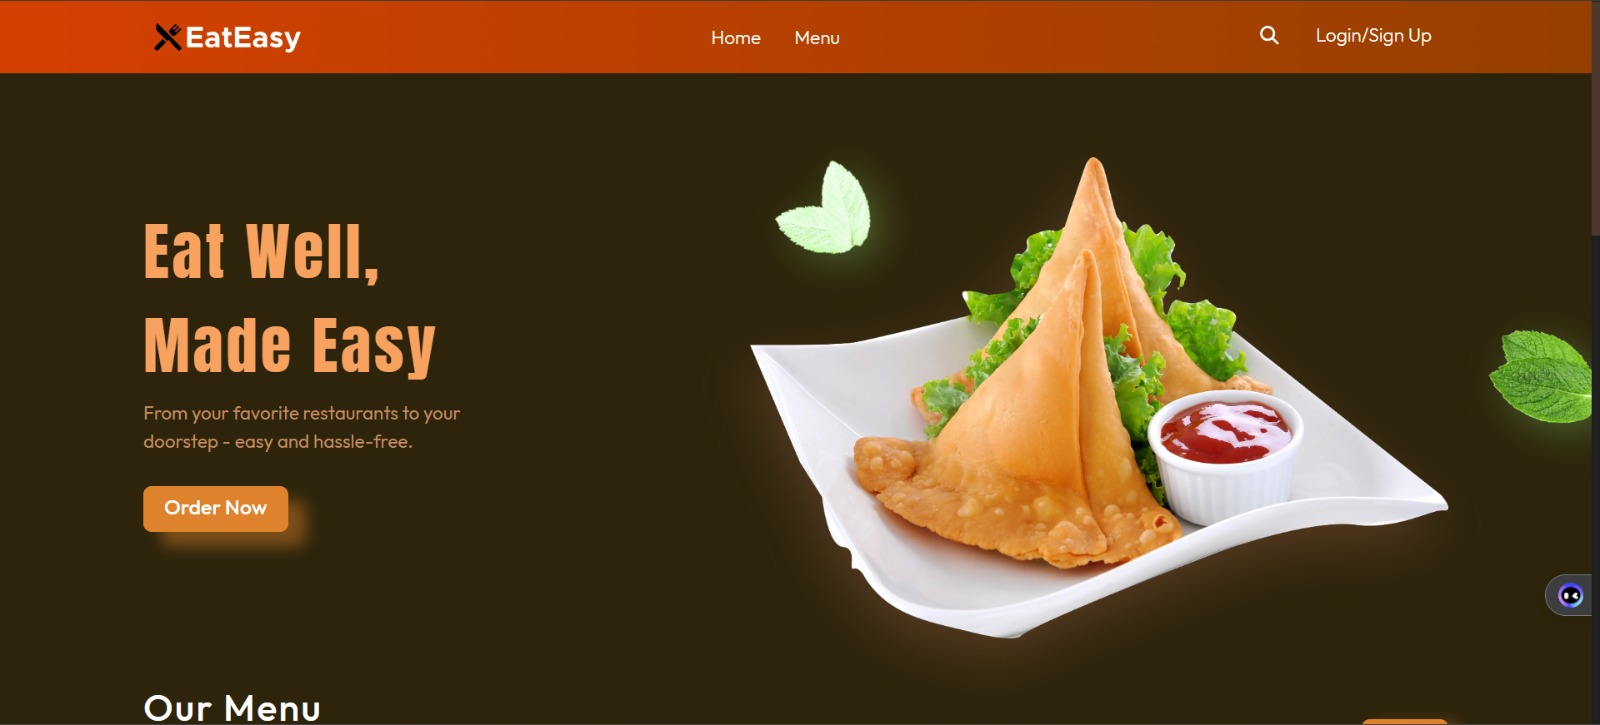 EatEasy
Home
Menu
Login/Sign Up
Eat Well,
Made Easy
From your favorite restaurants to your
doorstep - easy and hassle-free.
Order Now
Our Menu